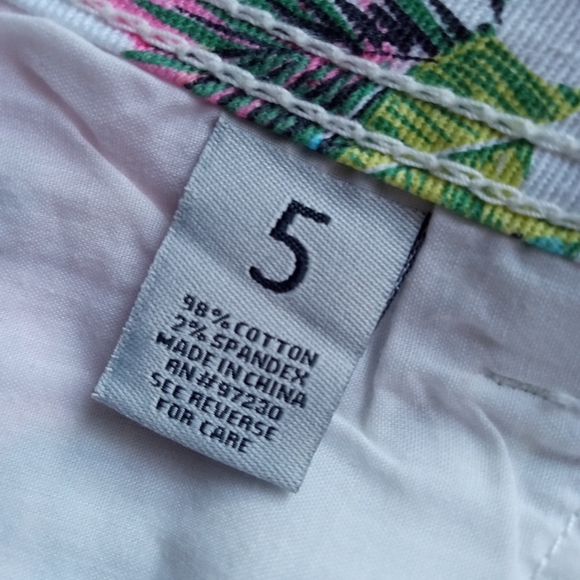 5
98% COTTON
2% SPANDEX
MADE IN CHINA
RN#97230
SEE REVERSE
FOR CARE